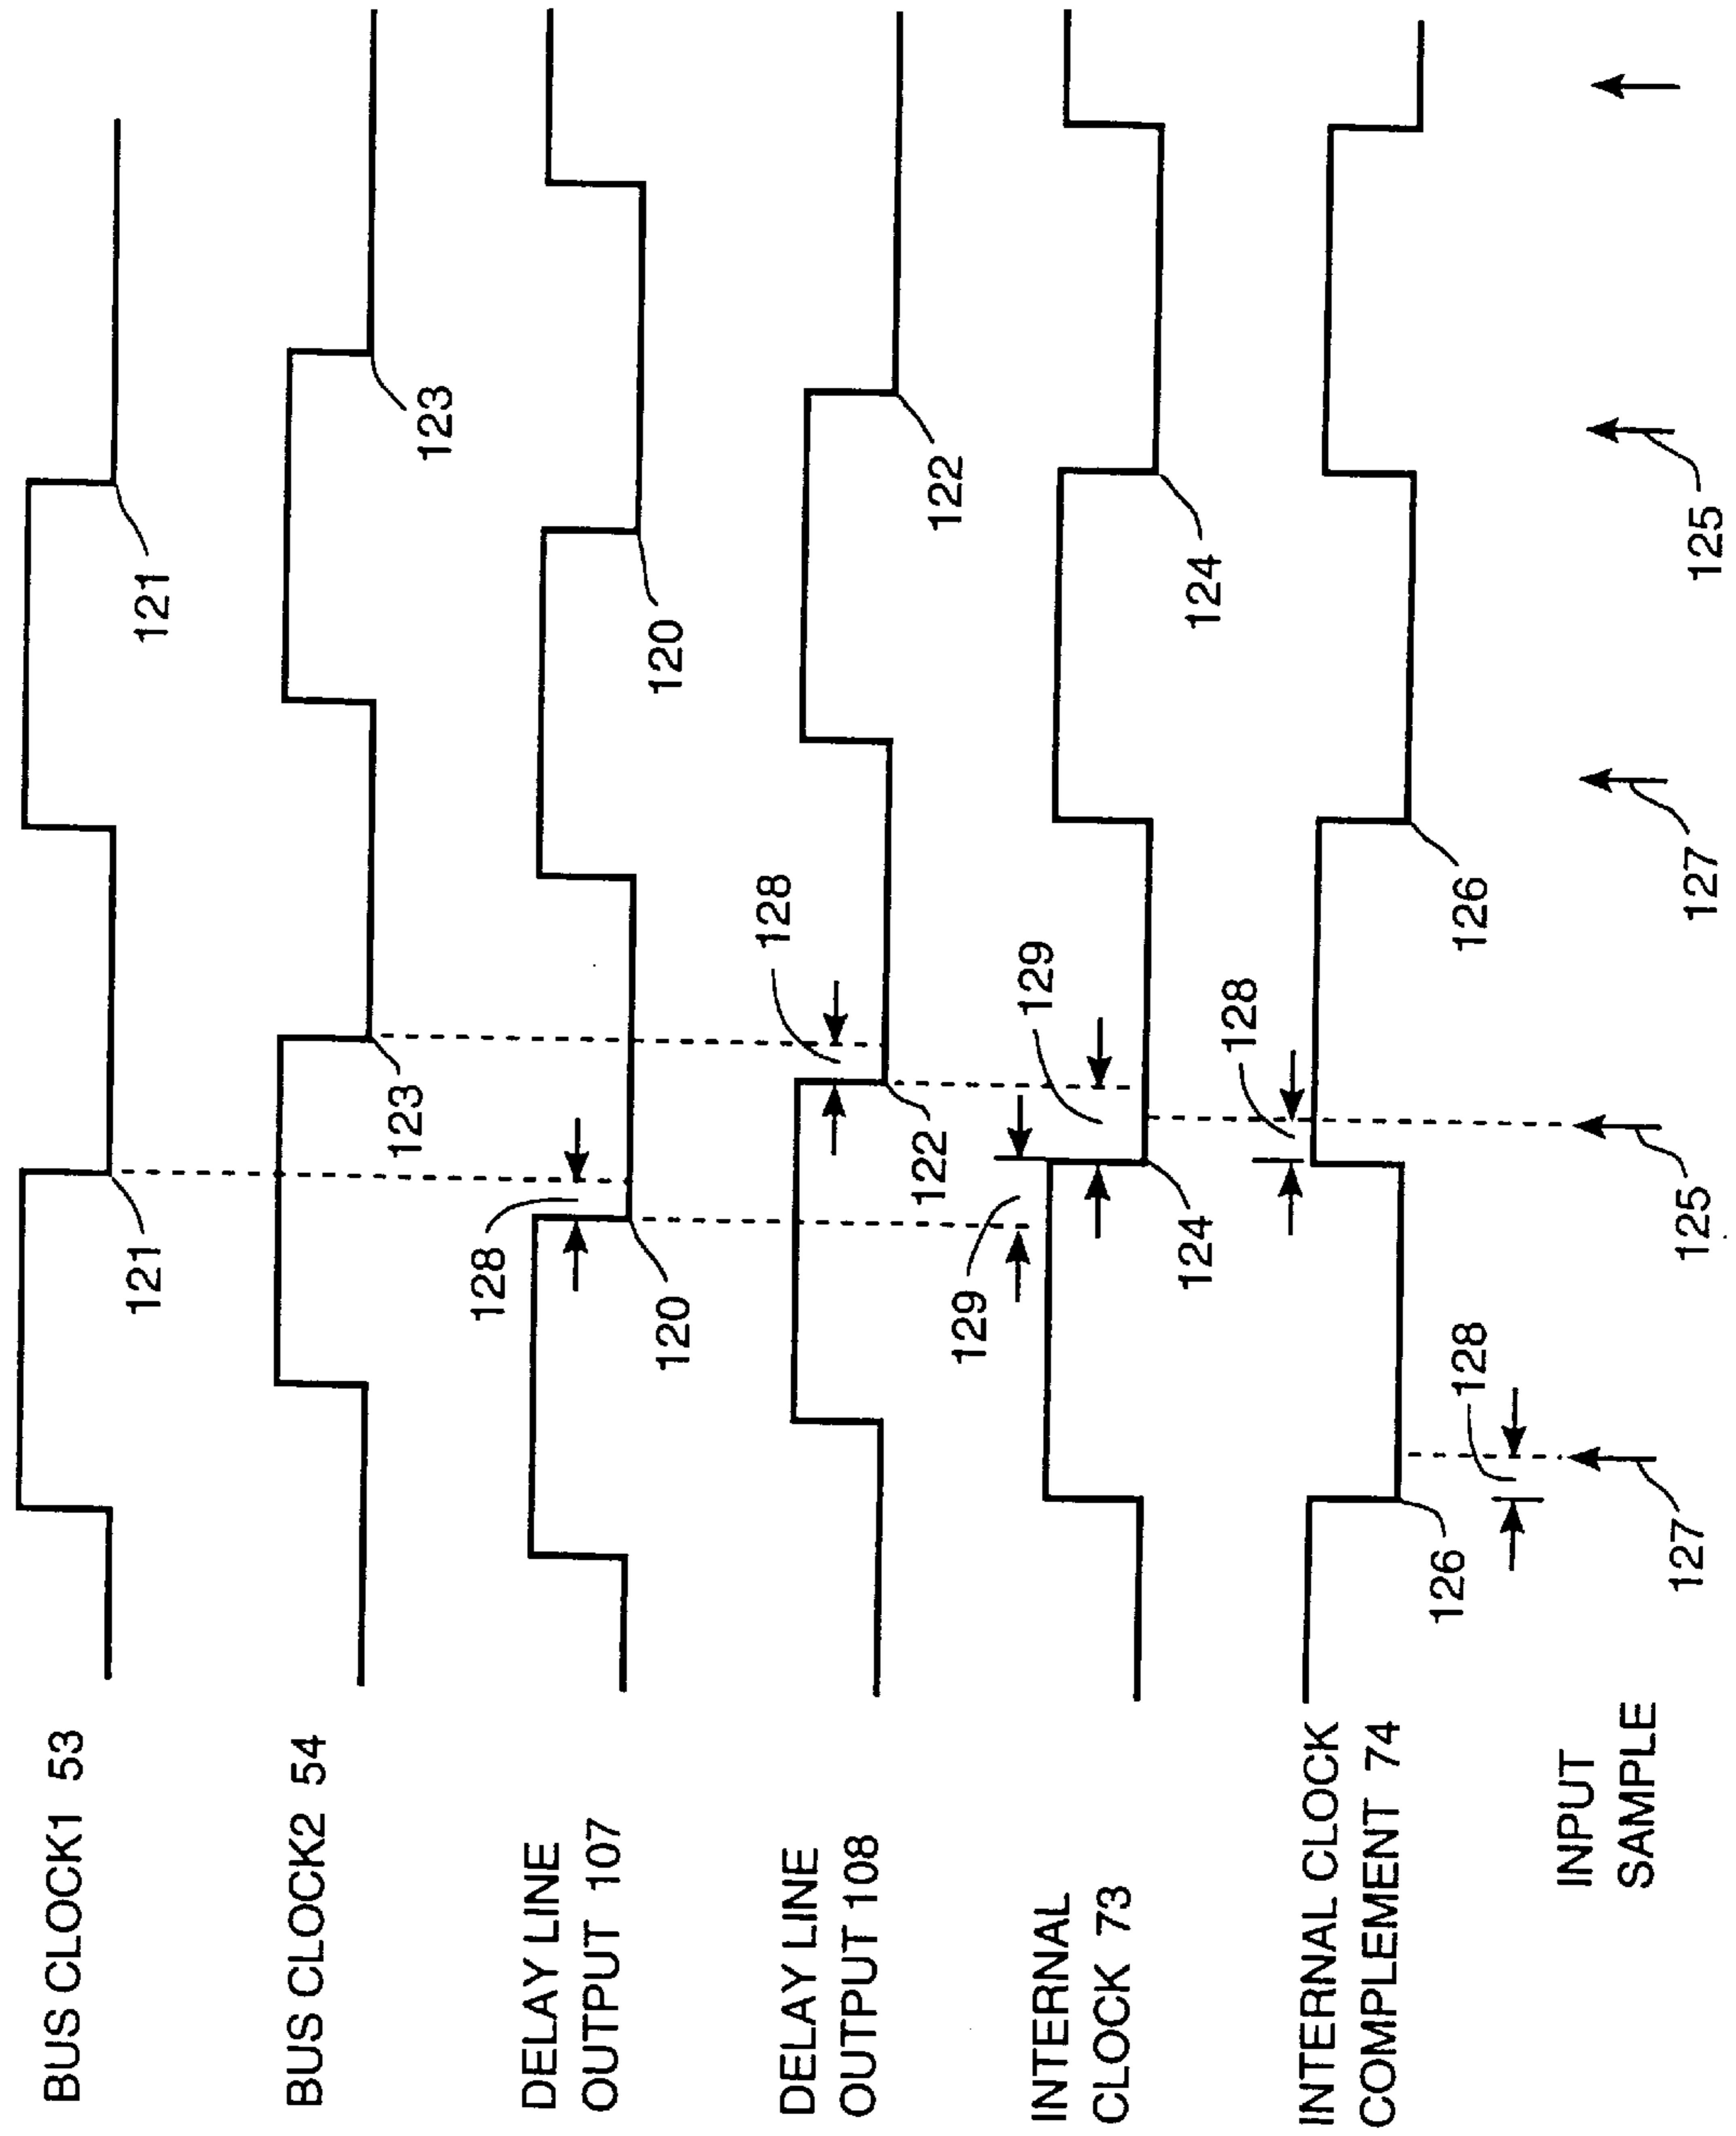 BUS CLOCK1 53
121 121
BUS CLOCK2 54
123 123
DELAY LINE
OUTPUT 107
128
120 120
DELAY LINE
OUTPUT 108
128
122 122
INTERNAL
CLOCK 73
129 129
124 124
INTERNAL CLOCK
COMPLEMENT 74
128
126 128 126
INPUT
SAMPLE
127 125 127 125